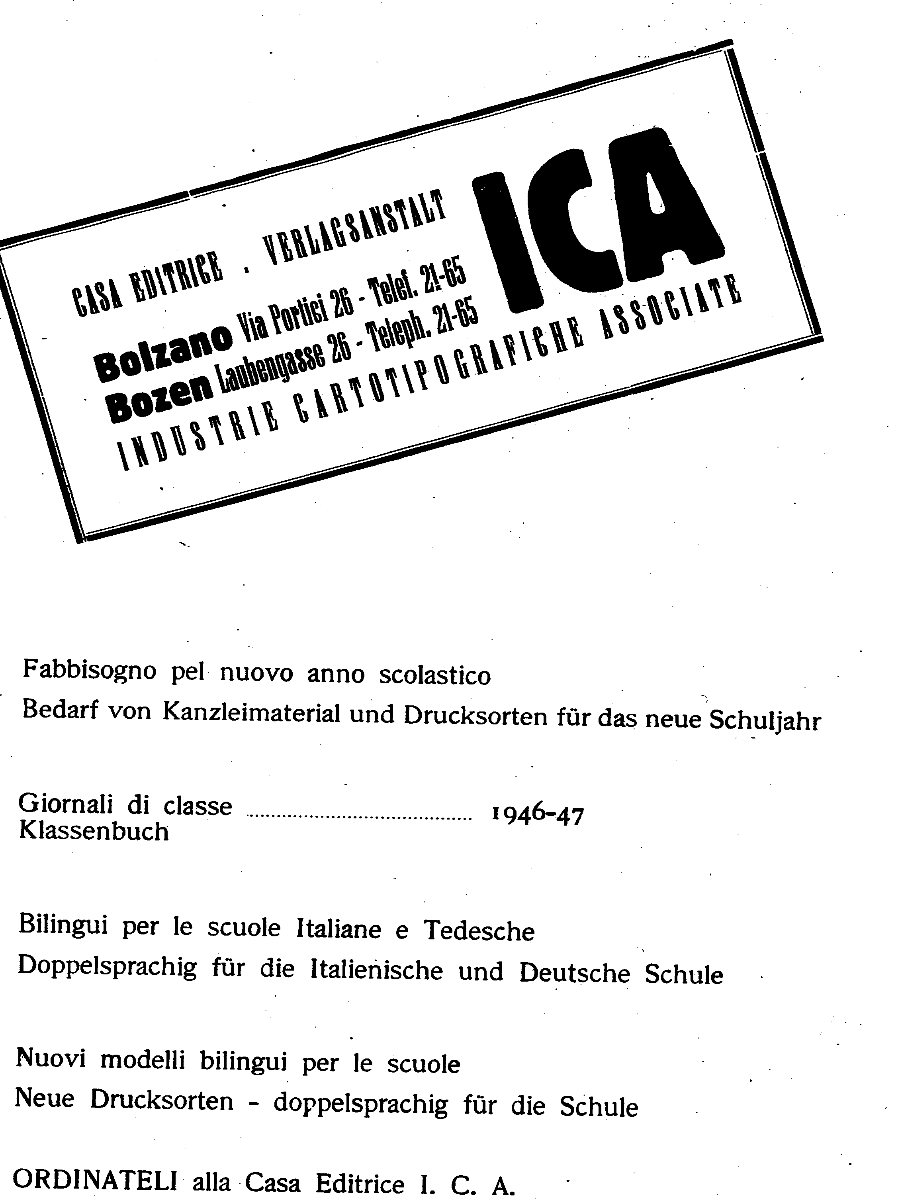 CASA EDITRICE . VERLAGSANSTALT
ICA
Bolzano Via Portici 26 - Telef. 21-65
Bozen Laubengasse 26 - Teleph. 21-65
INDUSTRIE CARTOTIPOGRAFICHE ASSOCIATE
Fabbisogno pel nuovo anno scolastico
Bedarf von Kanzleimaterial und Drucksorten für das neue Schuljahr
Giornali di classe ........................................ 1946-47
Klassenbuch
Bilingui per le scuole Italiane e Tedesche
Doppelsprachig für die Italienische und Deutsche Schule
Nuovi modelli bilingui per le scuole
Neue Drucksorten - doppelsprachig für die Schule
ORDINATELI alla Casa Editrice I. C. A.